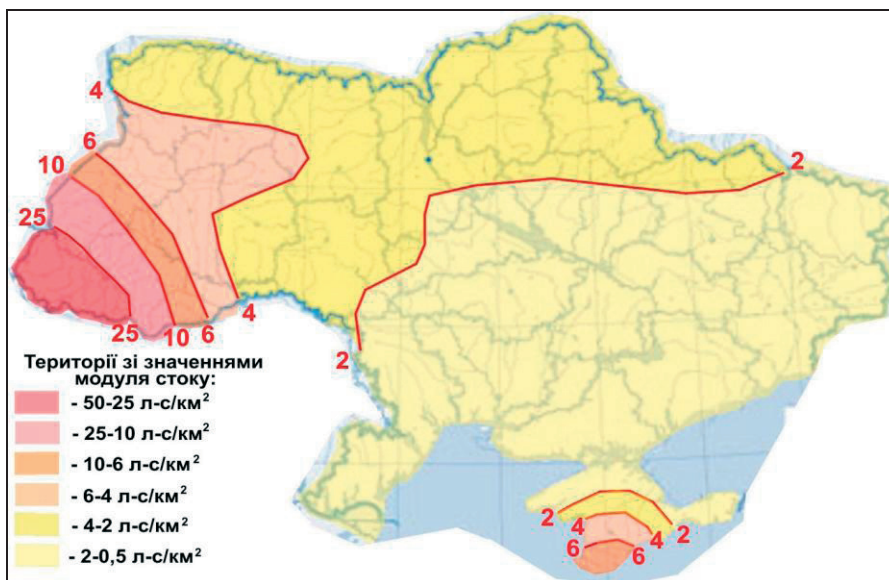 4
6
10
25
2
25
10
6
4
2
Території зі значеннями
модуля стоку:
- 50-25 л-с/км²
- 25-10 л-с/км²
- 10-6 л-с/км²
- 6-4 л-с/км²
- 4-2 л-с/км²
- 2-0,5 л-с/км²
2
2
4
4
6
6